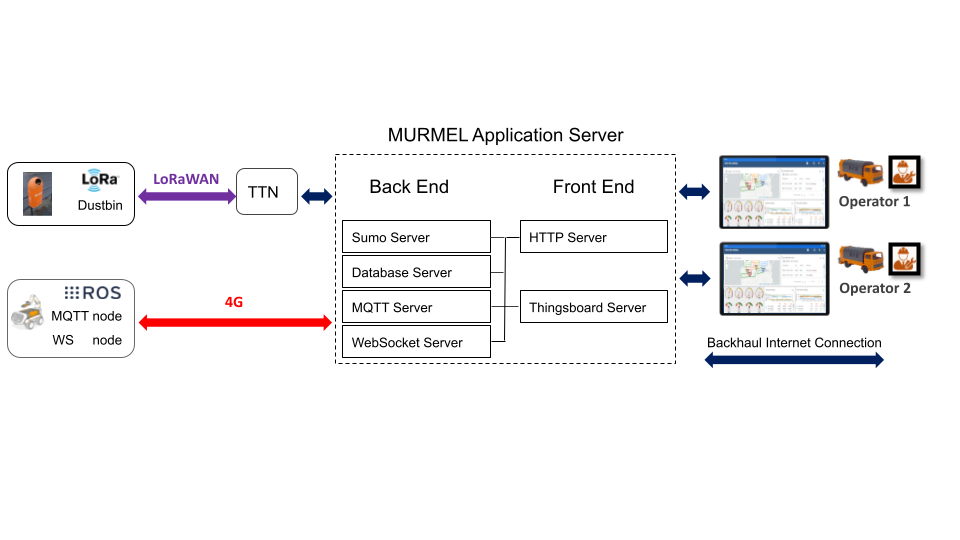 MURMEL Application Server
LoRa
Dustbin
LoRaWAN
TTN
Back End
Front End
Sumo Server
Database Server
MQTT Server
WebSocket Server
HTTP Server
Thingsboard Server
ROS
MQTT node
WS node
4G
Operator 1
Operator 2
Backhaul Internet Connection